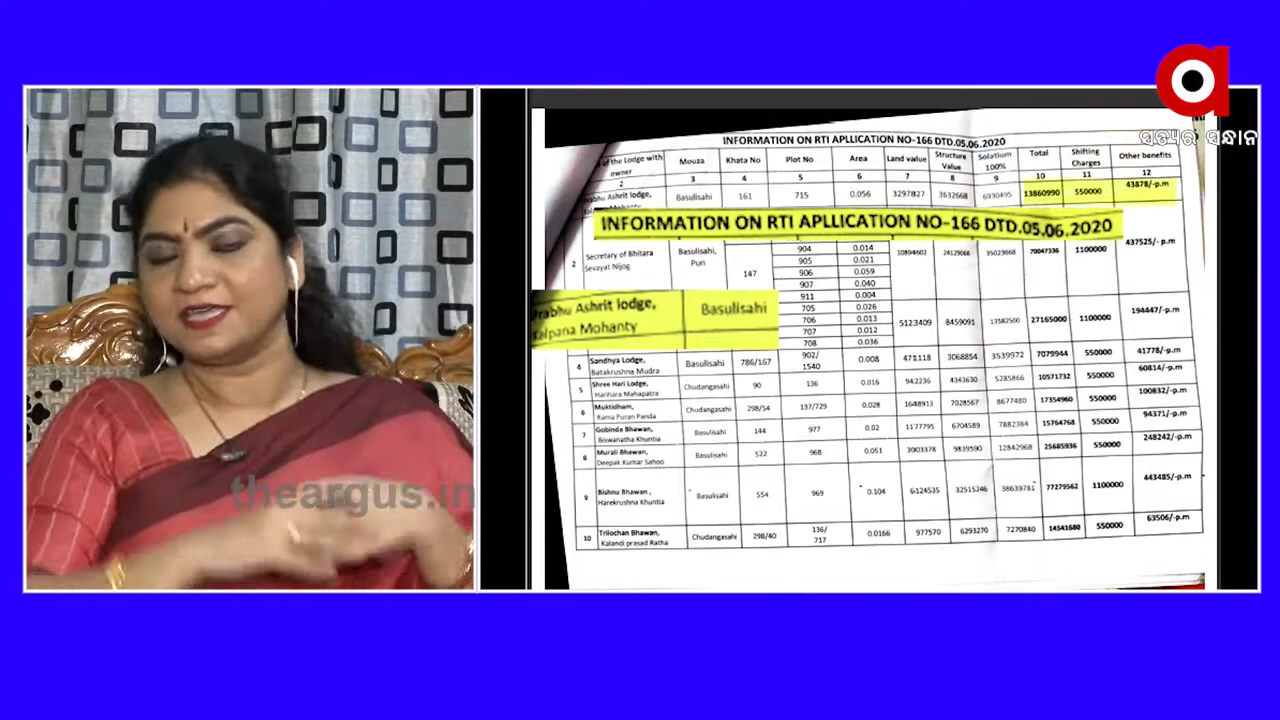 ସତ୍ୟର ସନ୍ଧାନ
theargus.in
INFORMATION ON RTI APLLICATION NO-166 DTD.05.06.2020
of the Lodge with owner Mouza Khata No Plot No Area Land value Structure Value Solatium 100% Total Shifting Charges Other benefits
2 3 4 5 6 7 8 9 10 11 12
Prabhu Ashrit lodge, Basulisahi 161 715 0.056 3297827 3632668 6930495 13860990 550000 43878/-p.m
INFORMATION ON RTI APLLICATION NO-166 DTD.05.06.2020
2 Secretary of Bhitara Sevayat Nijog Basulisahi, Puri 147 10894602 24129066 35023668 70047336 1100000 437525/- p.m
904 0.014
905 0.021
906 0.059
907 0.040
911 0.004
Prabhu Ashrit lodge, Basulisahi
Kalpana Mohanty
705 0.026
706 0.013
707 0.012
708 0.036
5123409 8459091 13582500 27165000 1100000 194447/-p.m
4 Sandhya Lodge, Batakrushna Mudra Basulisahi 786/167 902/1540 0.008 471118 3068854 3539972 7079944 550000 41778/-p.m
5 Shree Hari Lodge, Harihara Mahapatra Chudangasahi 90 136 0.016 942236 4343630 5285866 10571732 550000 60814/-p.m
6 Muktidham, Rama Puran Panda Chudangasahi 298/54 137/729 0.028 1648913 7028567 8677480 17354960 550000 100832/-p.m
7 Gobinda Bhawan, Biswanatha Khuntia Basulisahi 144 977 0.02 1177795 6704589 7882384 15764768 550000 94371/-p.m
8 Murali Bhawan, Deepak Kumar Sahoo Basulisahi 522 968 0.051 3003378 9839590 12842968 25685936 550000 248242/-p.m
9 Bishnu Bhawan , Harekrushna Khuntia Basulisahi 554 969 0.104 6124535 32515246 38639781 77279562 1100000 443485/-p.m
10 Trilochan Bhawan, Kalandi prasad Ratha Chudangasahi 298/40 136/717 0.0166 977570 6293270 7270840 14541680 550000 63506/-p.m